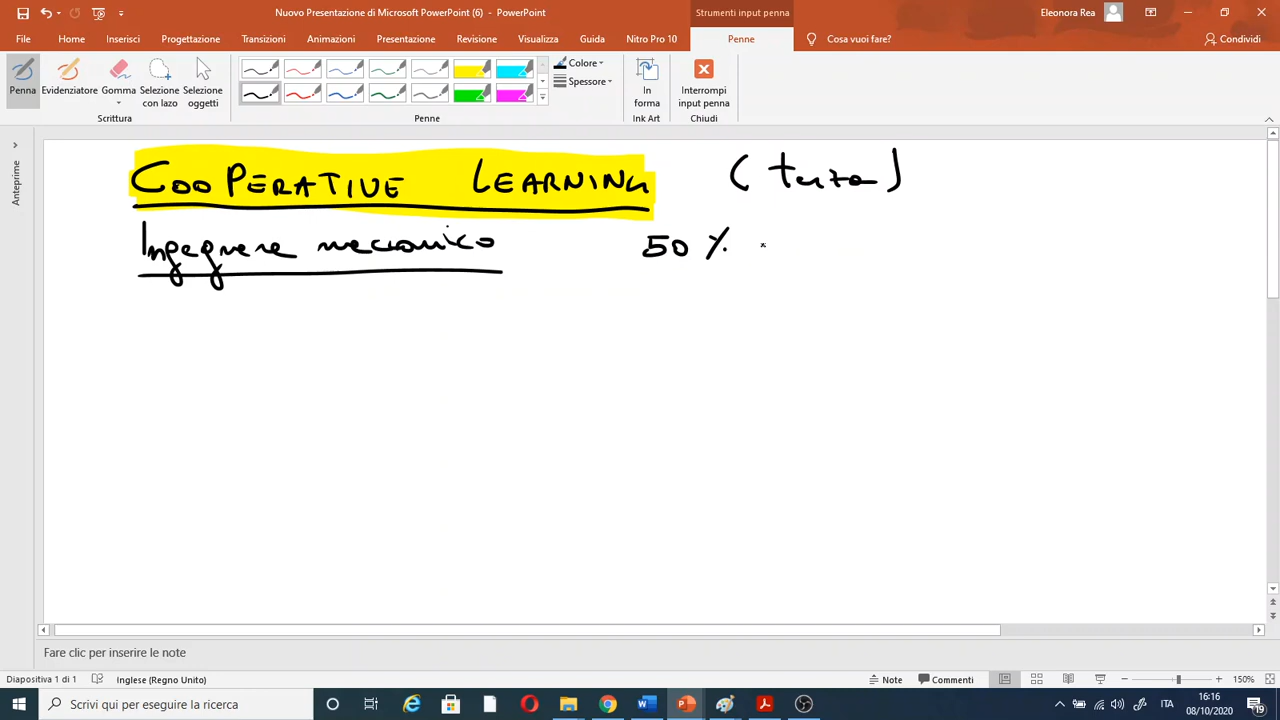 Nuovo Presentazione di Microsoft PowerPoint (6) - PowerPoint
Strumenti input penna
Eleonora Rea
File Home Inserisci Progettazione Transizioni Animazioni Presentazione Revisione Visualizza Guida Nitro Pro 10 Penne Cosa vuoi fare? Condividi
Penna Evidenziatore Gomma Selezione con lazo Selezione oggetti
Colore
Spessore
In forma
Interrompi input penna
Scrittura Penne Ink Art Chiudi
Anteprime
COOPERATIVE LEARNING (terza)
Ingegnere meccanico 50 %
Fare clic per inserire le note
Diapositiva 1 di 1 Inglese (Regno Unito) Note Commenti 150%
Scrivi qui per eseguire la ricerca
ITA
16:16
08/10/2020
19